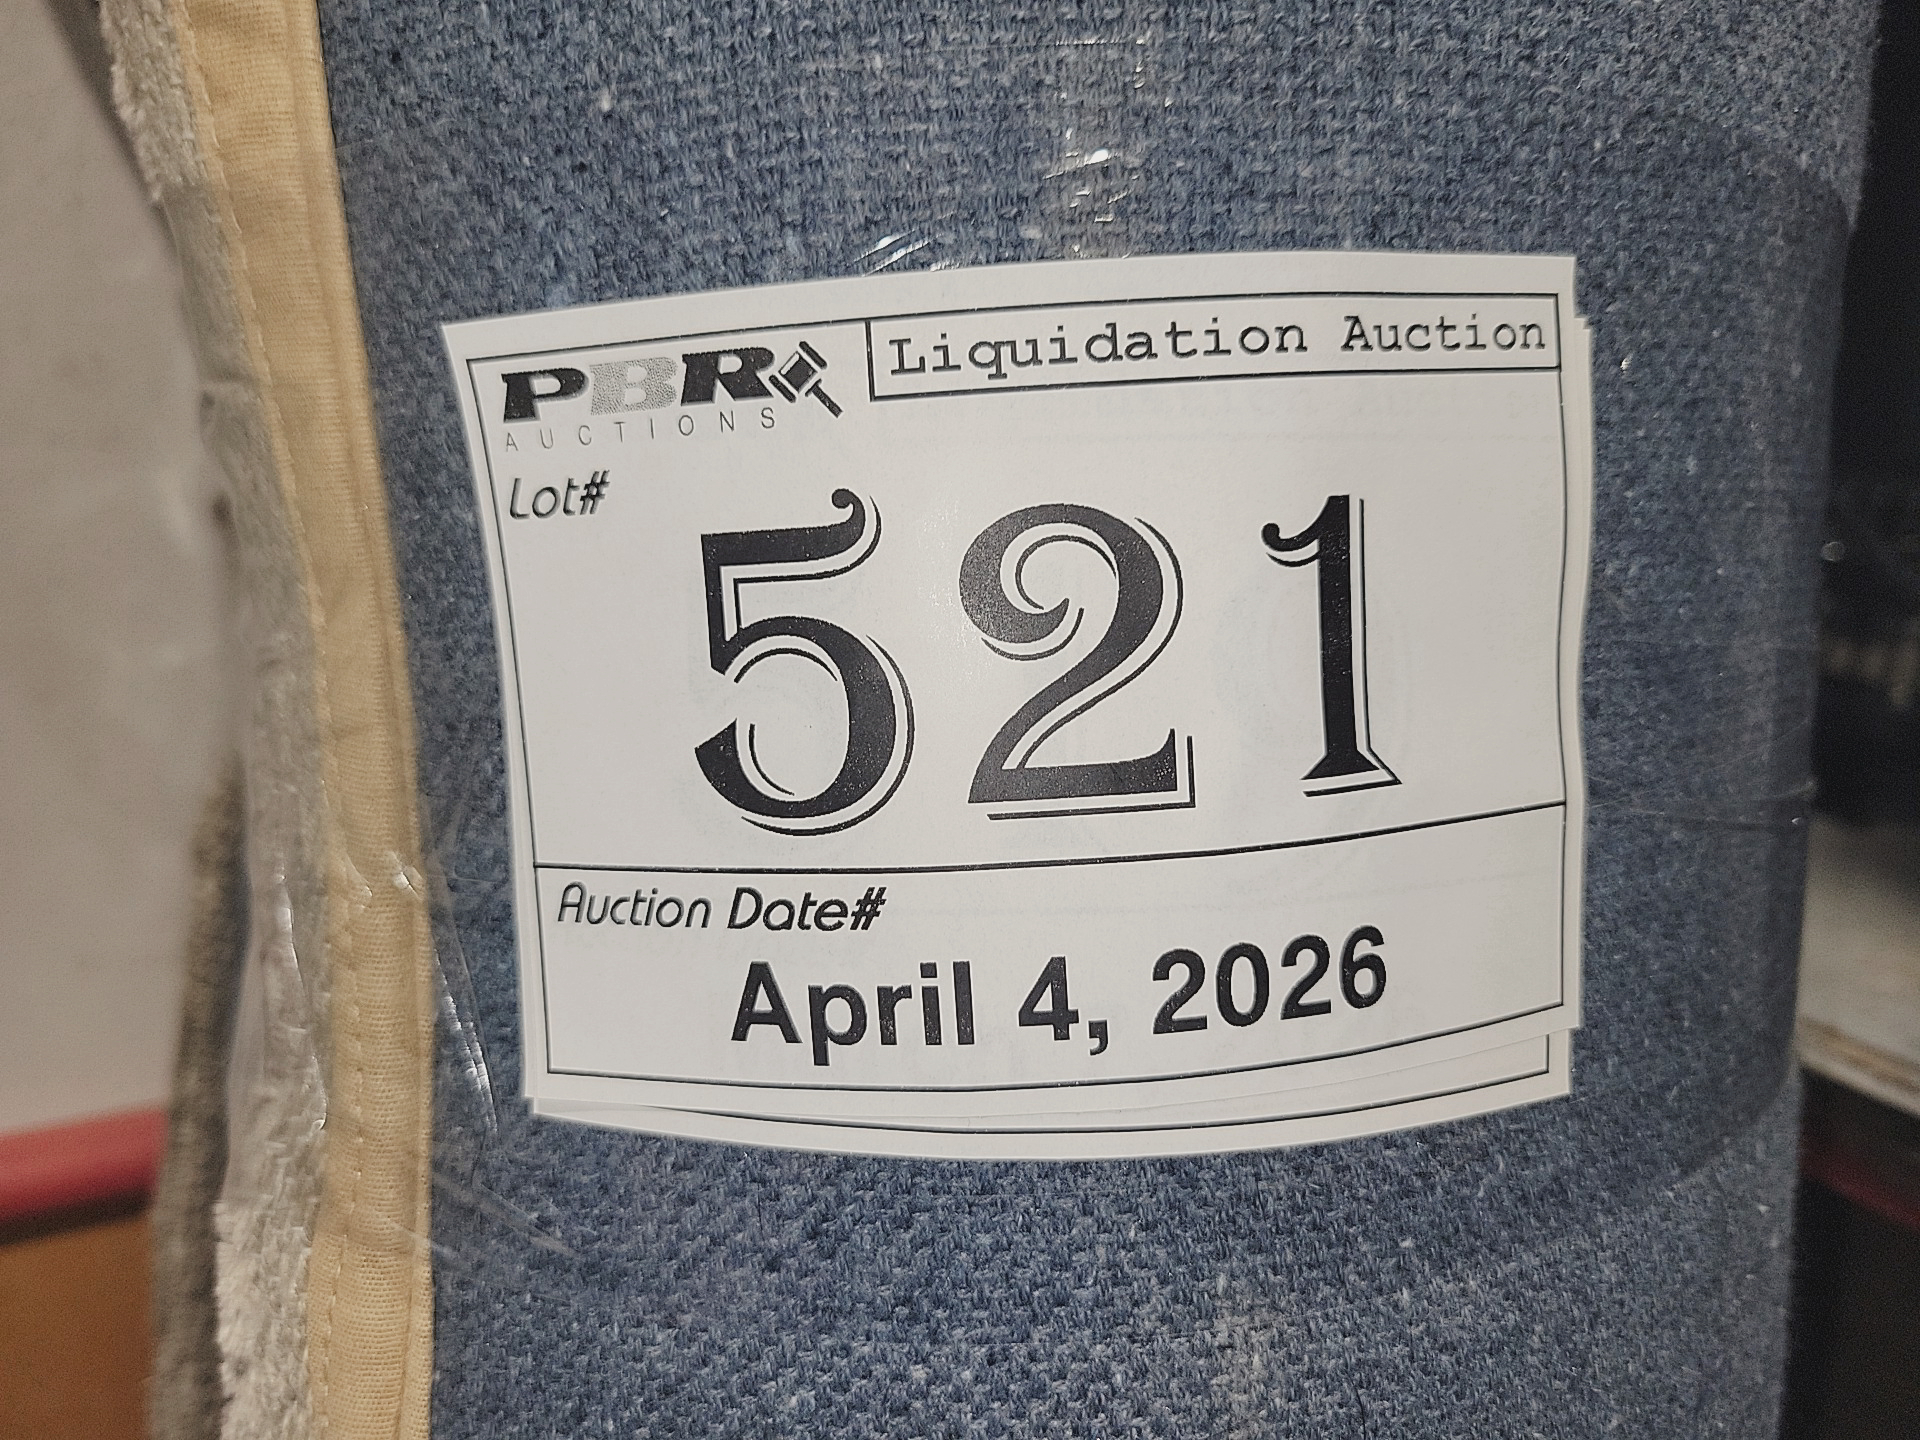 PBR
AUCTIONS
Liquidation Auction
Lot#
521
Auction Date#
April 4, 2026